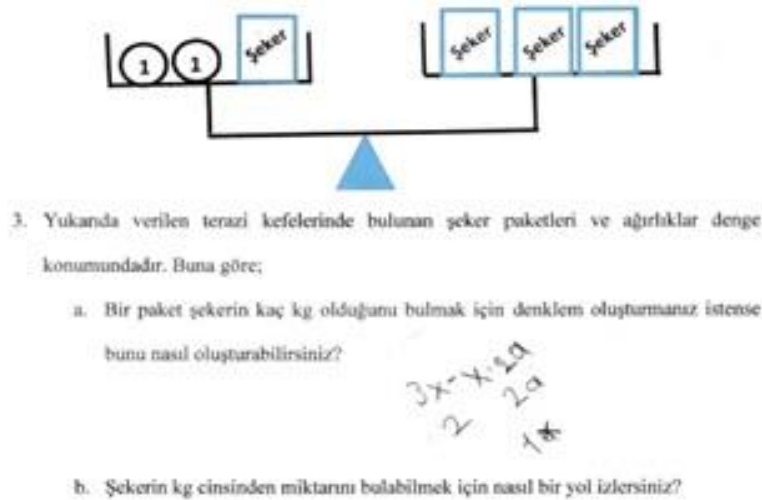 1 1 Şeker Şeker Şeker Şeker
3. Yukarıda verilen terazi kefelerinde bulunan şeker paketleri ve ağırlıklar denge
konumundadır. Buna göre;
a. Bir paket şekerin kaç kg olduğunu bulmak için denklem oluşturmanız istense
bunu nasıl oluşturabilirsiniz?
3x-x-2a
2 2a
1
b. Şekerin kg cinsinden miktarını bulabilmek için nasıl bir yol izlersiniz?